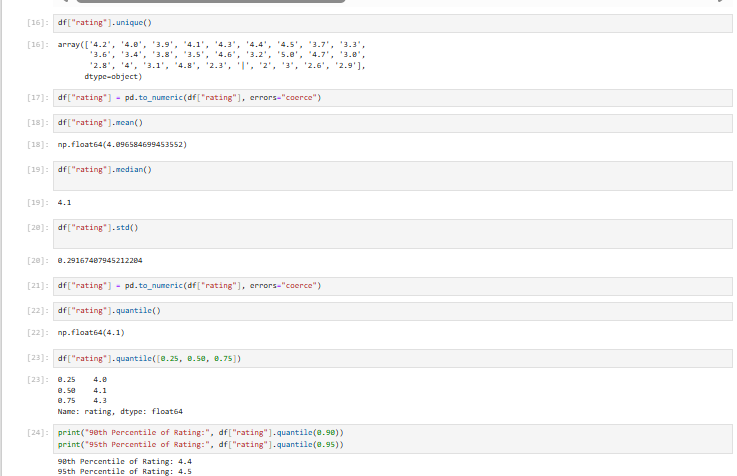 [16]: df["rating"].unique()
[16]: array(['4.2', '4.0', '3.9', '4.1', '4.3', '4.4', '4.5', '3.7', '3.3',
'3.6', '3.4', '3.8', '3.5', '4.6', '3.2', '5.0', '4.7', '3.0',
'2.8', '4', '3.1', '4.8', '2.3', '|', '2', '3', '2.6', '2.9'],
dtype=object)
[17]: df["rating"] = pd.to_numeric(df["rating"], errors="coerce")
[18]: df["rating"].mean()
[18]: np.float64(4.096584699453552)
[19]: df["rating"].median()
[19]: 4.1
[20]: df["rating"].std()
[20]: 0.29167407945212204
[21]: df["rating"] = pd.to_numeric(df["rating"], errors="coerce")
[22]: df["rating"].quantile()
[22]: np.float64(4.1)
[23]: df["rating"].quantile([0.25, 0.50, 0.75])
[23]: 0.25 4.0
0.50 4.1
0.75 4.3
Name: rating, dtype: float64
[24]: print("90th Percentile of Rating:", df["rating"].quantile(0.90))
print("95th Percentile of Rating:", df["rating"].quantile(0.95))
90th Percentile of Rating: 4.4
95th Percentile of Rating: 4.5